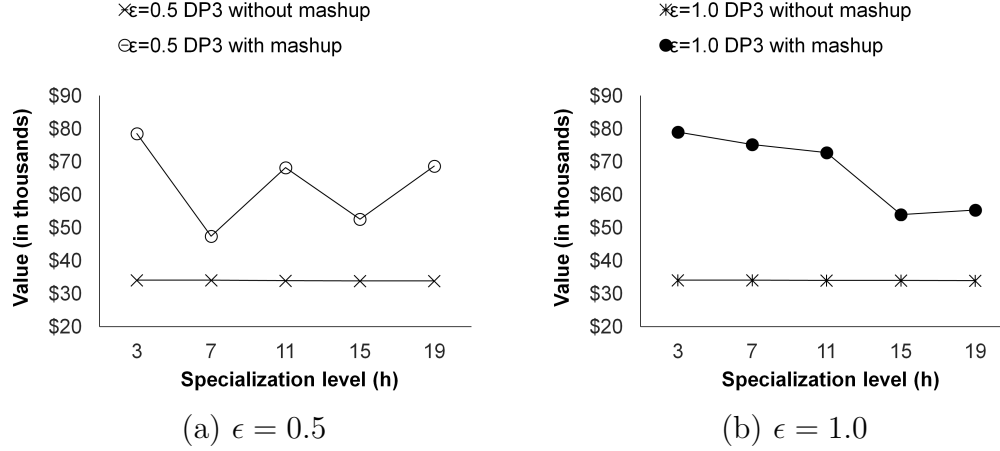 ε=0.5 DP3 without mashup
ε=0.5 DP3 with mashup
$90
$80
$70
$60
$50
$40
$30
$20
Value (in thousands)
3 7 11 15 19
Specialization level (h)
(a) ϵ = 0.5
ε=1.0 DP3 without mashup
ε=1.0 DP3 with mashup
$90
$80
$70
$60
$50
$40
$30
$20
Value (in thousands)
3 7 11 15 19
Specialization level (h)
(b) ϵ = 1.0